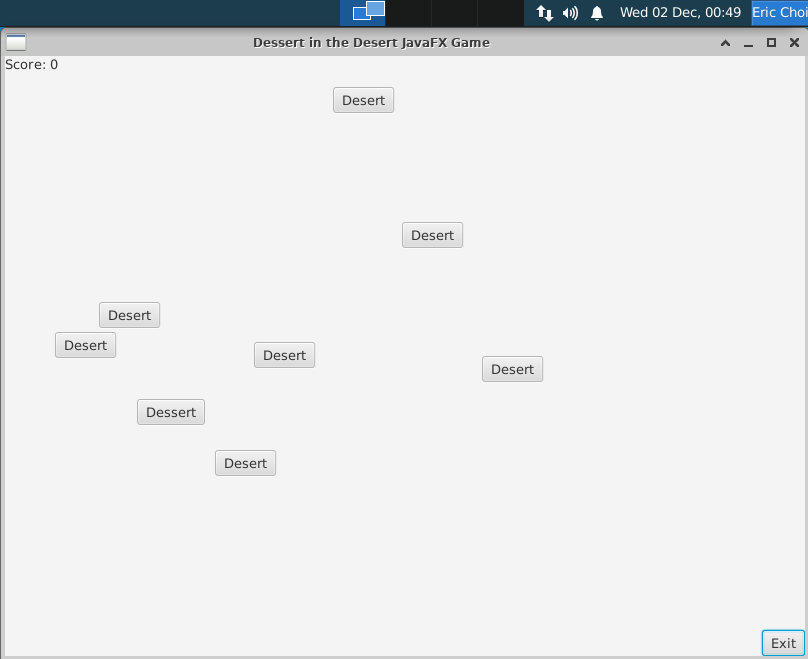 Wed 02 Dec, 00:49 Eric Choi
Dessert in the Desert JavaFX Game
Score: 0
Desert
Desert
Desert
Desert
Desert
Desert
Dessert
Desert
Exit